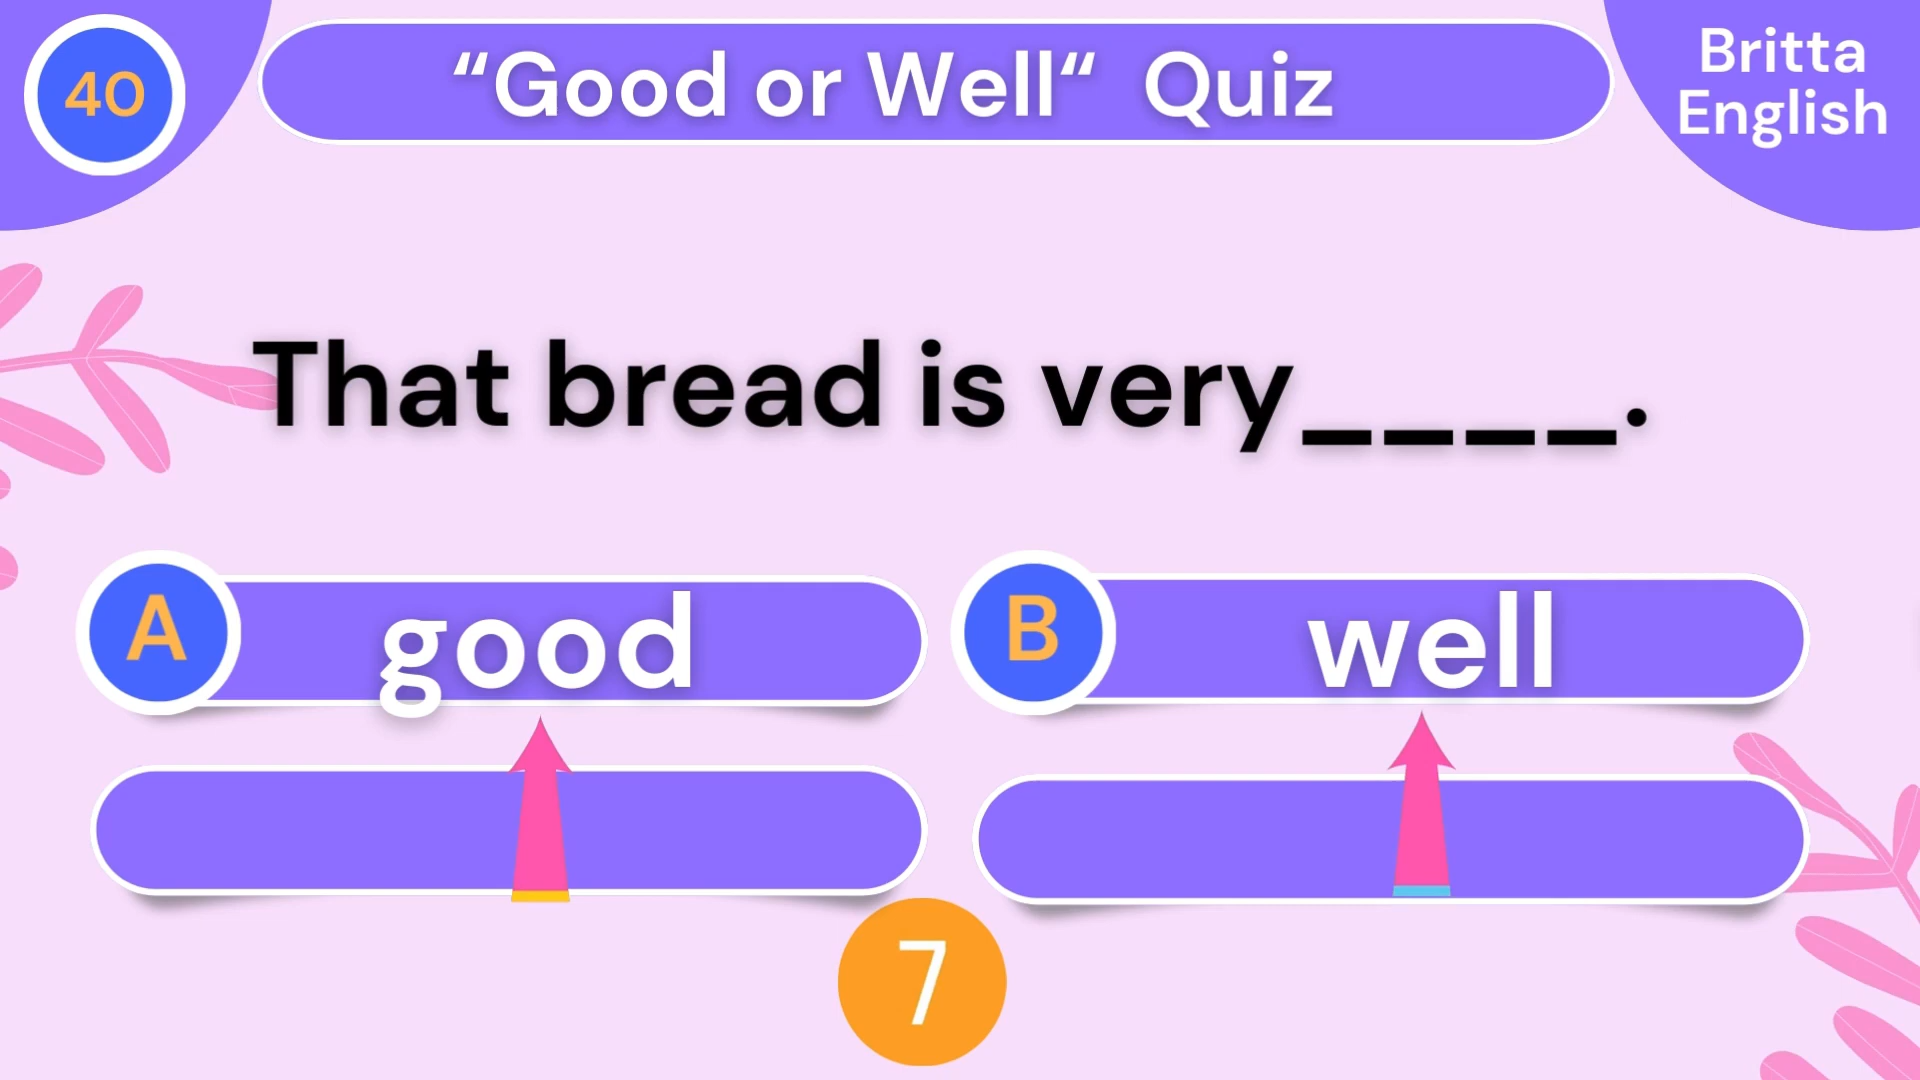 40
“Good or Well“ Quiz
Britta
English
That bread is very____.
A
good
B
well
7